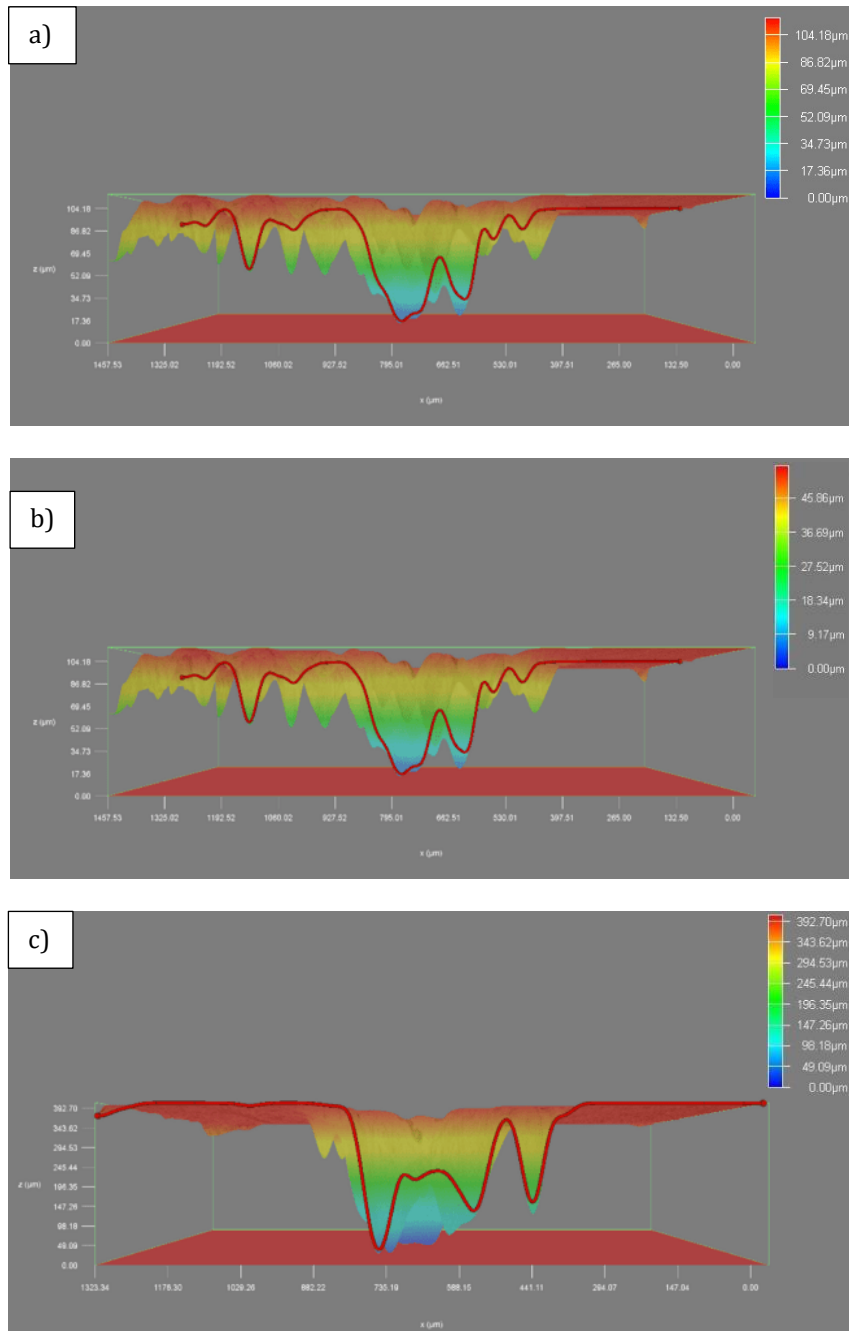 a)
104.18µm
86.82µm
69.45µm
52.09µm
34.73µm
17.36µm
0.00µm
104.18
86.82
69.45
52.09
34.73
17.36
0.00
z (µm)
1457.53 1325.02 1192.52 1060.02 927.52 795.01 662.51 530.01 397.51 265.00 132.50 0.00
x (µm)
b)
45.86µm
36.69µm
27.52µm
18.34µm
9.17µm
0.00µm
104.18
86.82
69.45
52.09
34.73
17.36
0.00
z (µm)
1457.53 1325.02 1192.52 1060.02 927.52 795.01 662.51 530.01 397.51 265.00 132.50 0.00
x (µm)
c)
392.70µm
343.62µm
294.53µm
245.44µm
196.35µm
147.26µm
98.18µm
49.09µm
0.00µm
392.70
343.62
294.53
245.44
196.35
147.26
98.18
49.09
0.00
z (µm)
1323.34 1176.30 1029.26 882.22 735.19 588.15 441.11 294.07 147.04 0.00
x (µm)